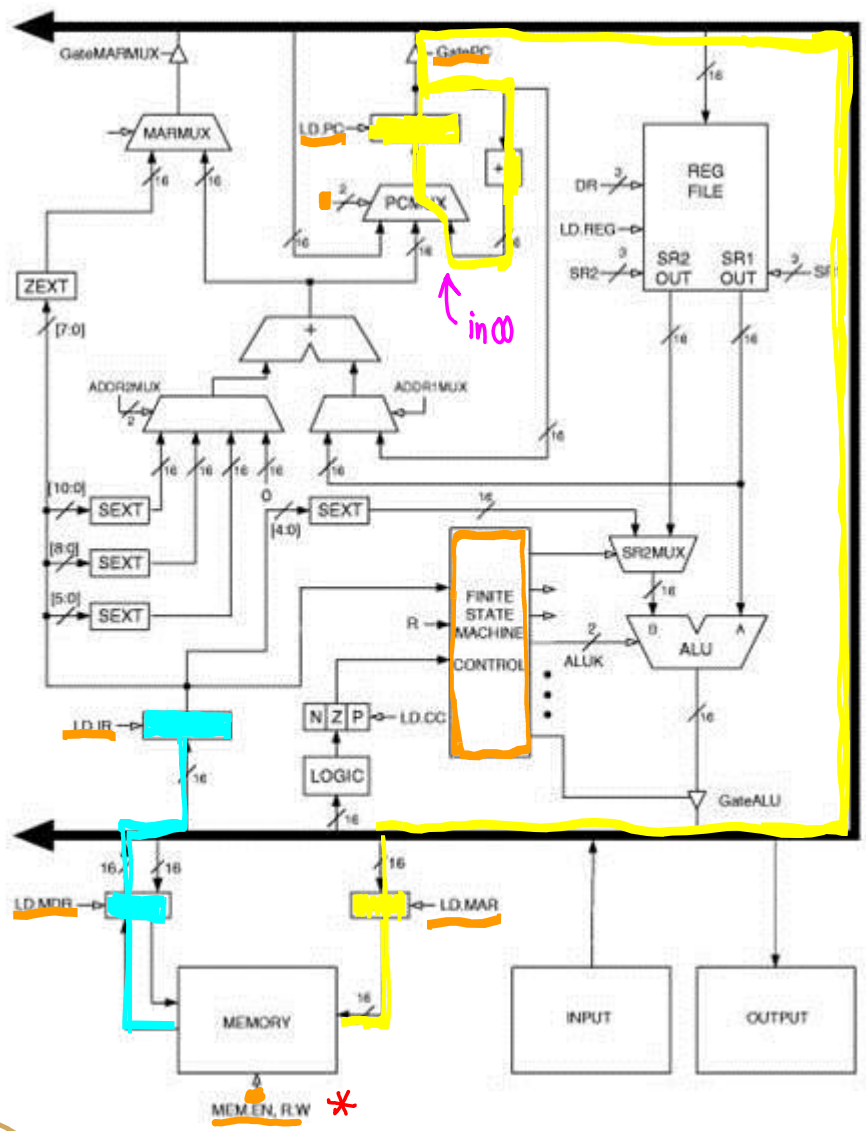 GateMARMUX
GatePC
16
MARMUX
LD.PC
16
16
2
PCMUX
+
16
16
16
REG
FILE
DR
3
LD.REG
SR2
3
SR2
OUT
SR1
OUT
3
ZEXT
[7:0]
in00
+
16
16
ADDR2MUX
2
ADDR1MUX
16
16
16
16
16
16
0
[10:0]
SEXT
[4:0]
SEXT
16
[8:0]
SEXT
[5:0]
SEXT
SR2MUX
16
FINITE
STATE
MACHINE
CONTROL
R
2
ALUK
B
A
ALU
LD.IR
16
N Z P
LD.CC
16
LOGIC
16
GateALU
16
16
16
LD.MDR
LD.MAR
16
MEMORY
INPUT
OUTPUT
MEM.EN, R.W *